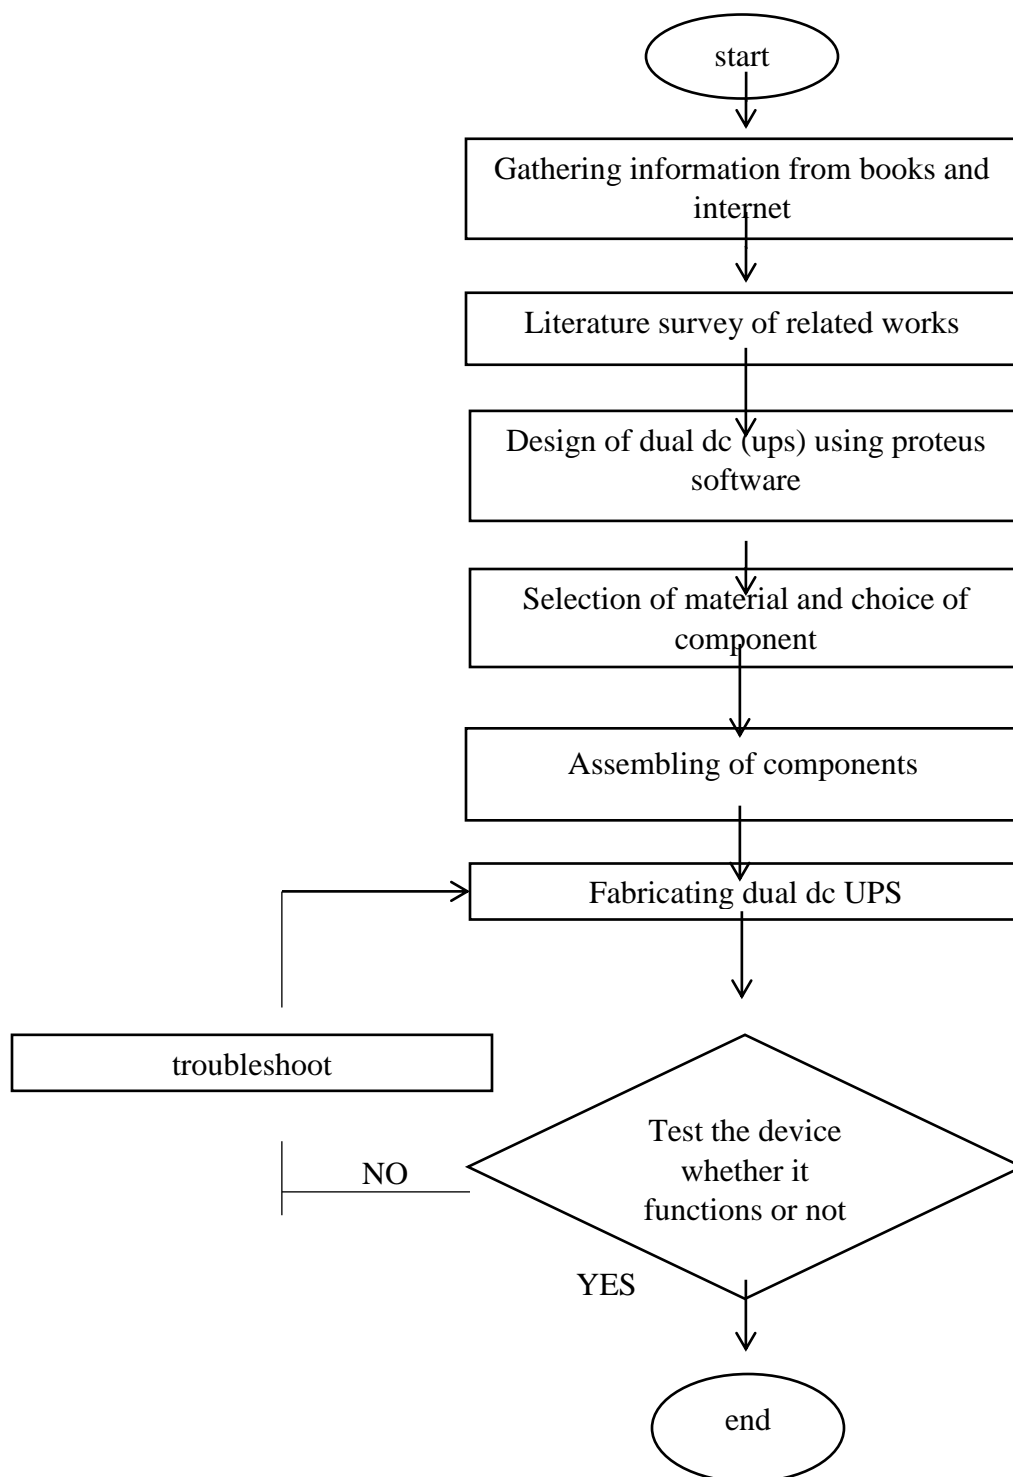 start
Gathering information from books and
internet
Literature survey of related works
Design of dual dc (ups) using proteus
software
Selection of material and choice of
component
Assembling of components
Fabricating dual dc UPS
troubleshoot
Test the device
whether it
functions or not
NO
YES
end